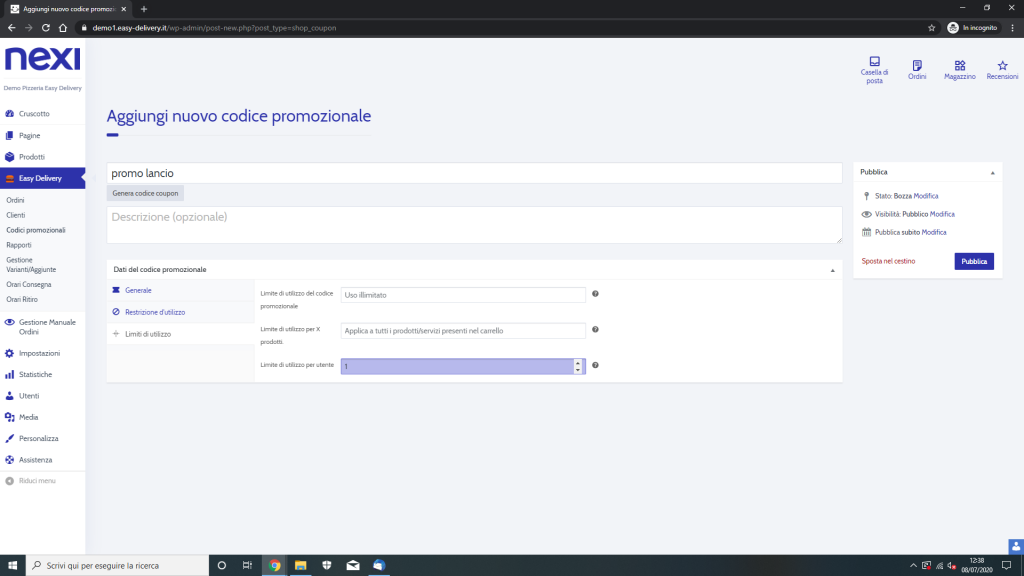 Aggiungi nuovo codice promozi
demo1.easy-delivery.it/wp-admin/post-new.php?post_type=shop_coupon
In incognito
nexi
Demo Pizzeria Easy Delivery
Cruscotto
Pagine
Prodotti
Easy Delivery
Ordini
Clienti
Codici promozionali
Rapporti
Gestione
Varianti/Aggiunte
Orari Consegna
Orari Ritiro
Gestione Manuale
Ordini
Impostazioni
Statistiche
Utenti
Media
Personalizza
Assistenza
Riduci menu
Casella di
posta
Ordini
Magazzino
Recensioni
Aggiungi nuovo codice promozionale
promo lancio
Genera codice coupon
Descrizione (opzionale)
Dati del codice promozionale
Generale
Restrizione d'utilizzo
Limiti di utilizzo
Limite di utilizzo del codice
promozionale
Uso illimitato
Limite di utilizzo per X
prodotti.
Applica a tutti i prodotti/servizi presenti nel carrello
Limite di utilizzo per utente
1
Pubblica
Stato: Bozza Modifica
Visibilità: Pubblico Modifica
Pubblica subito Modifica
Sposta nel cestino
Pubblica
Scrivi qui per eseguire la ricerca
12:38
08/07/2020